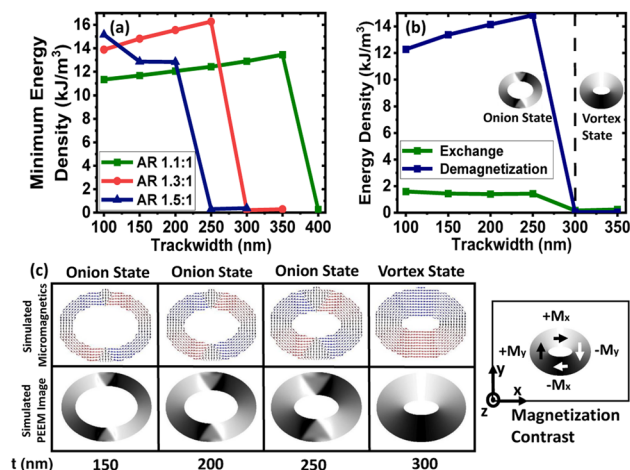 (a)
Minimum Energy
Density (kJ/m³)
16
14
12
10
8
6
4
2
0
AR 1.1:1
AR 1.3:1
AR 1.5:1
100 150 200 250 300 350 400
Trackwidth (nm)
(b)
Energy Density (kJ/m³)
14
12
10
8
6
4
2
0
Onion State
Vortex
State
Exchange
Demagnetization
100 150 200 250 300 350
Trackwidth (nm)
(c)
Onion State Onion State Onion State Vortex State
Simulated
Micromagnetics
Simulated
PEEM Image
t (nm) 150 200 250 300
+Mx
+My -My
-Mx
y
z x
Magnetization
Contrast